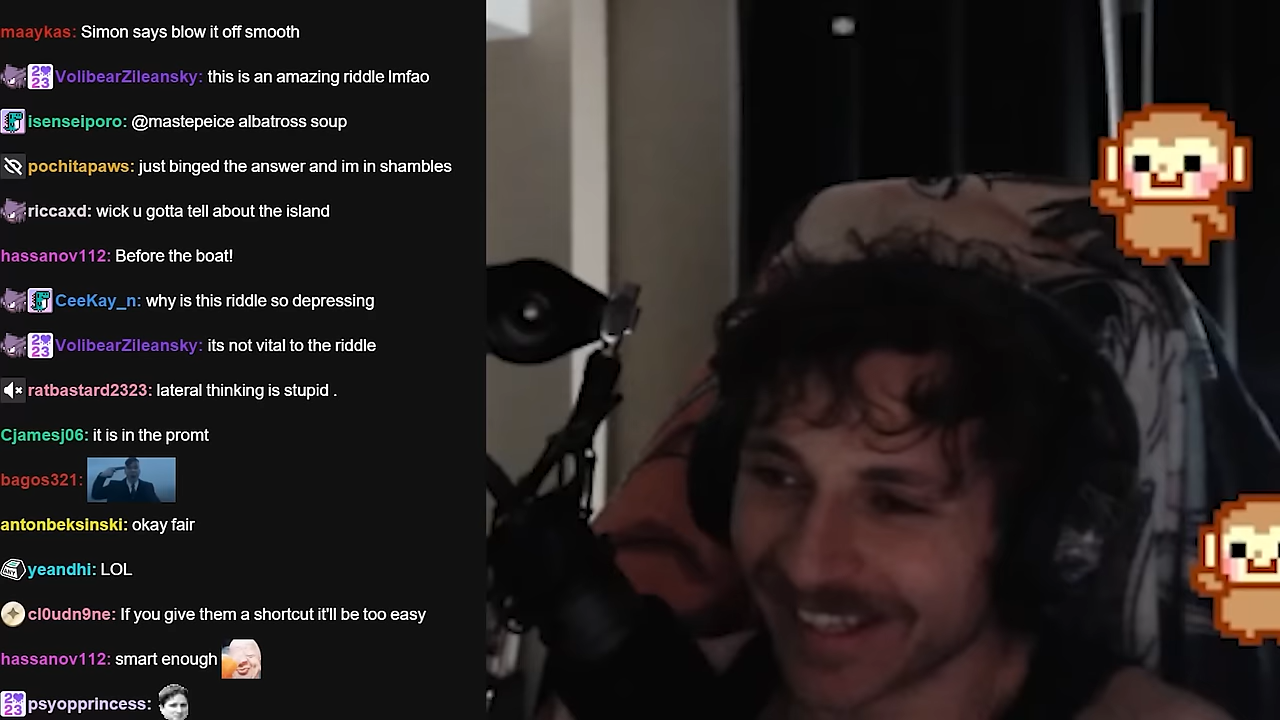 maaykas: Simon says blow it off smooth
VolibearZileansky: this is an amazing riddle lmfao
isenseiporo: @mastepeice albatross soup
pochitapaws: just binged the answer and im in shambles
riccaxd: wick u gotta tell about the island
hassanov112: Before the boat!
CeeKay_n: why is this riddle so depressing
VolibearZileansky: its not vital to the riddle
ratbastard2323: lateral thinking is stupid .
Cjamesj06: it is in the promt
bagos321:
antonbeksinski: okay fair
yeandhi: LOL
cl0udn9ne: If you give them a shortcut it'll be too easy
hassanov112: smart enough
psyopprincess: